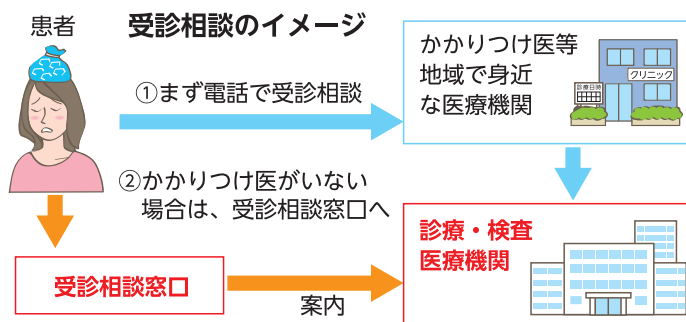 患者
受診相談のイメージ
①まず電話で受診相談
かかりつけ医等
地域で身近
な医療機関
クリニック
診療日時
②かかりつけ医がいない
場合は、受診相談窓口へ
受診相談窓口
案内
診療・検査
医療機関